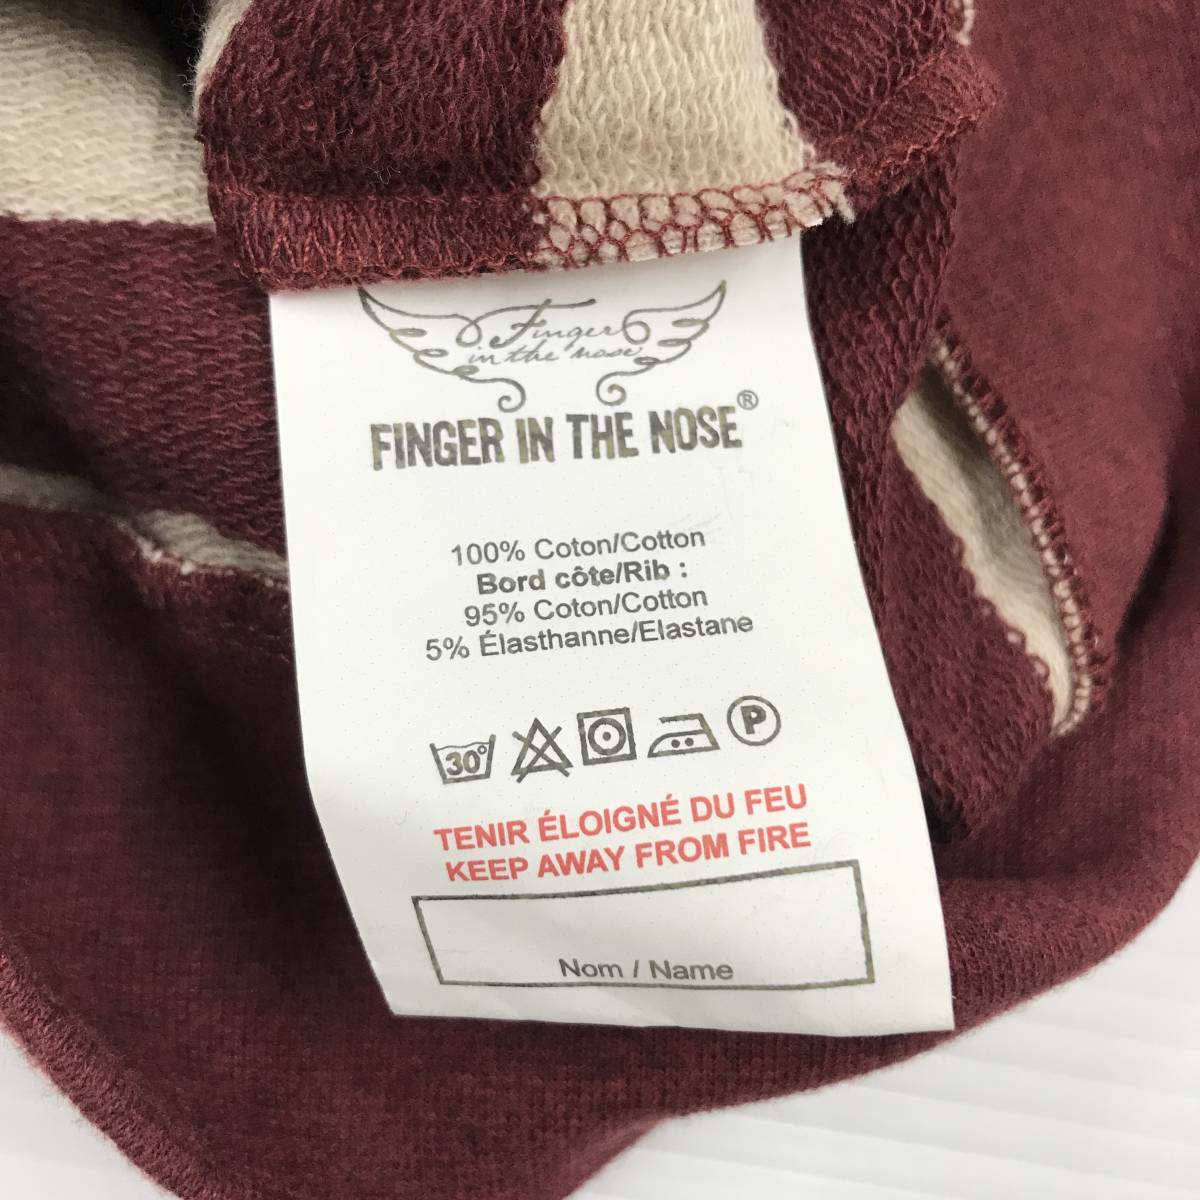 Finger
in the nose
FINGER IN THE NOSE®
100% Coton/Cotton
Bord côte/Rib :
95% Coton/Cotton
5% Élasthanne/Elastane
30° P
TENIR ÉLOIGNÉ DU FEU
KEEP AWAY FROM FIRE
Nom / Name